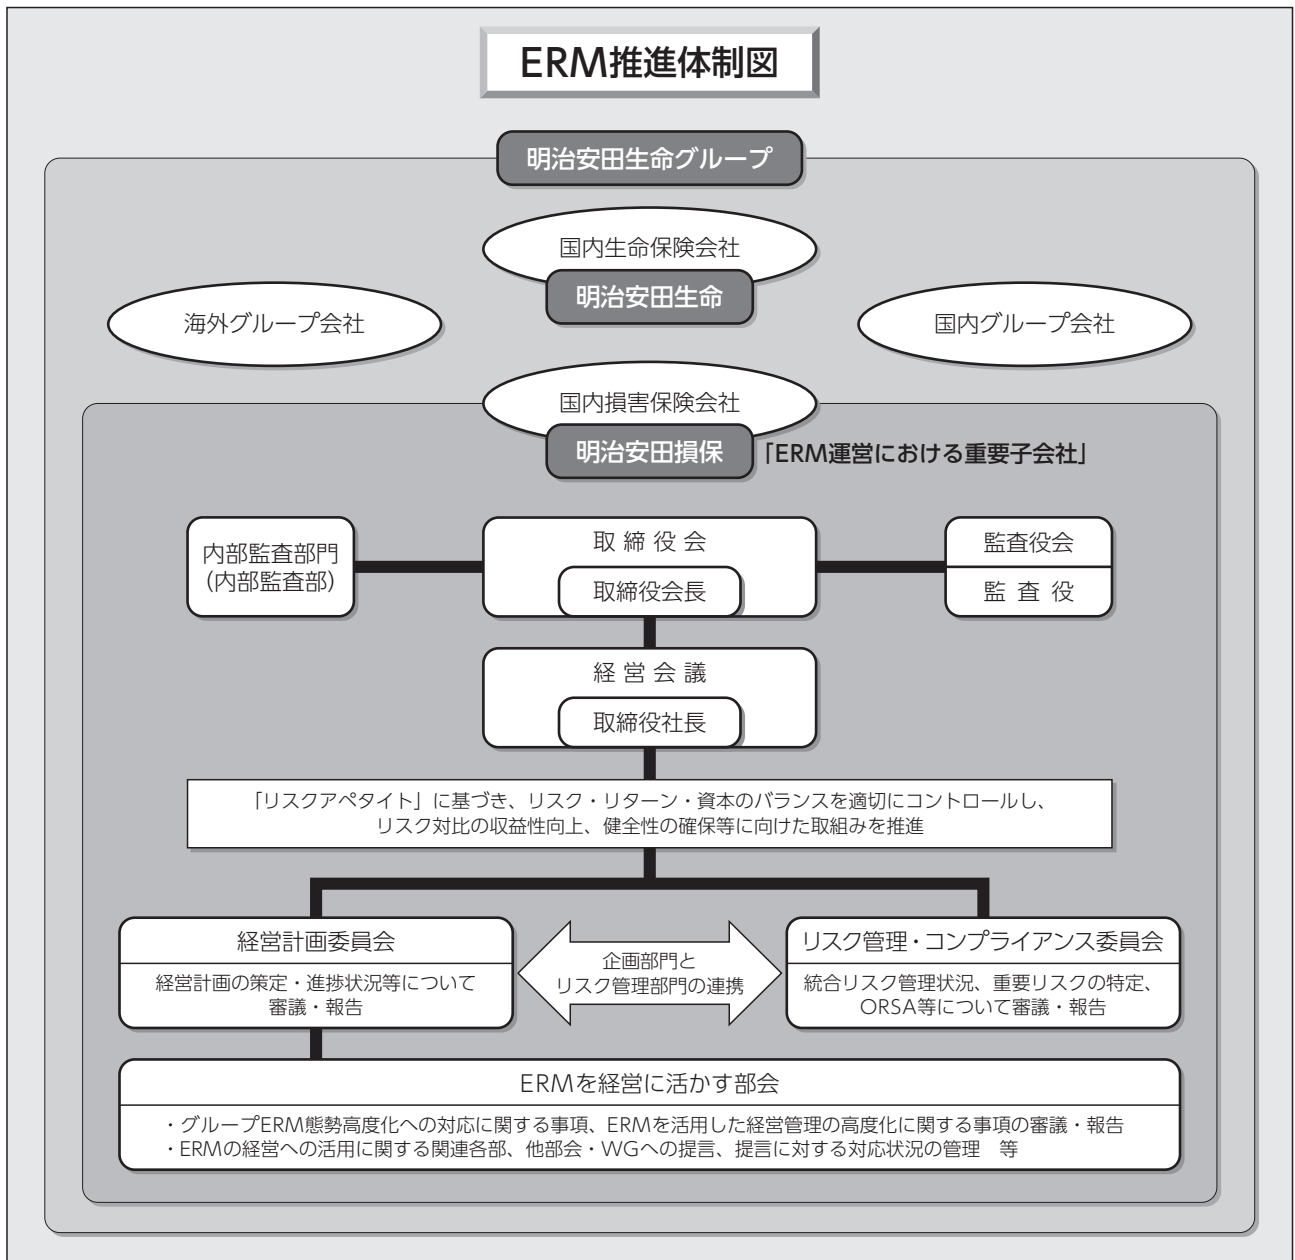 ERM推進体制図
明治安田生命グループ
国内生命保険会社
明治安田生命
海外グループ会社
国内グループ会社
国内損害保険会社
明治安田損保
「ERM運営における重要子会社」
内部監査部門
(内部監査部)
取締役会
取締役会長
監査役会
監査役
経営会議
取締役社長
「リスクアペタイト」に基づき、リスク・リターン・資本のバランスを適切にコントロールし、
リスク対比の収益性向上、健全性の確保等に向けた取組みを推進
経営計画委員会
経営計画の策定・進捗状況等について
審議・報告
企画部門と
リスク管理部門の連携
リスク管理・コンプライアンス委員会
統合リスク管理状況、重要リスクの特定、
ORSA等について審議・報告
ERMを経営に活かす部会
・グループERM態勢高度化への対応に関する事項、ERMを活用した経営管理の高度化に関する事項の審議・報告
・ERMの経営への活用に関する関連各部、他部会・WGへの提言、提言に対する対応状況の管理　等